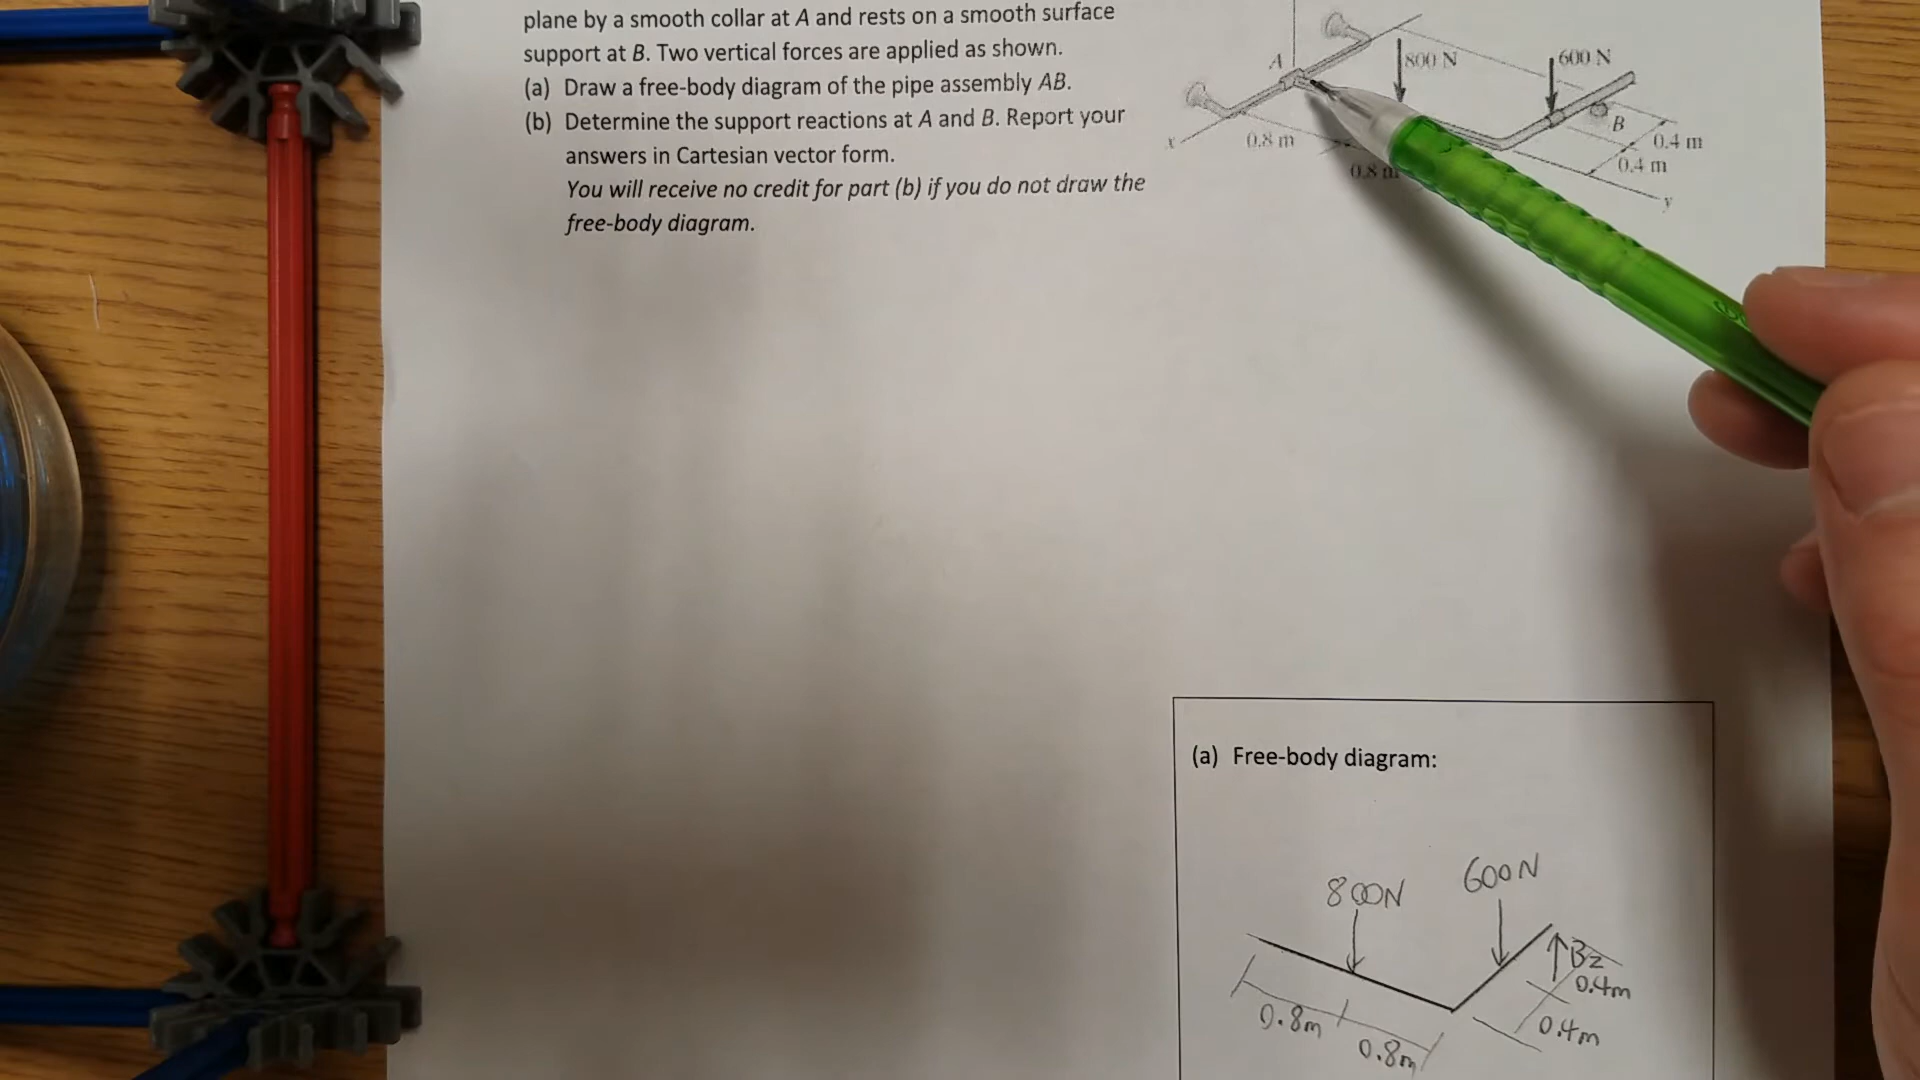 plane by a smooth collar at A and rests on a smooth surface
support at B. Two vertical forces are applied as shown.
(a) Draw a free-body diagram of the pipe assembly AB.
(b) Determine the support reactions at A and B. Report your
answers in Cartesian vector form.
You will receive no credit for part (b) if you do not draw the
free-body diagram.
A
800 N
600 N
B
x
0.8 m
0.8 m
0.4 m
0.4 m
y
(a) Free-body diagram:
800N
600N
Bz
0.4m
0.4m
0.8m
0.8m